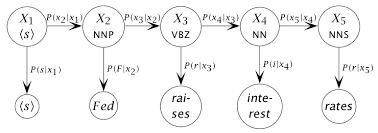 X₁ P(x₂|x₁) X₂ P(x₃|x₂) X₃ P(x₄|x₃) X₄ P(x₅|x₄) X₅
⟨s⟩ NNP VBZ NN NNS
P(s|x₁) P(F|x₂) P(r|x₃) P(i|x₄) P(r|x₅)
⟨s⟩ Fed rai- inte- rates
ses rest